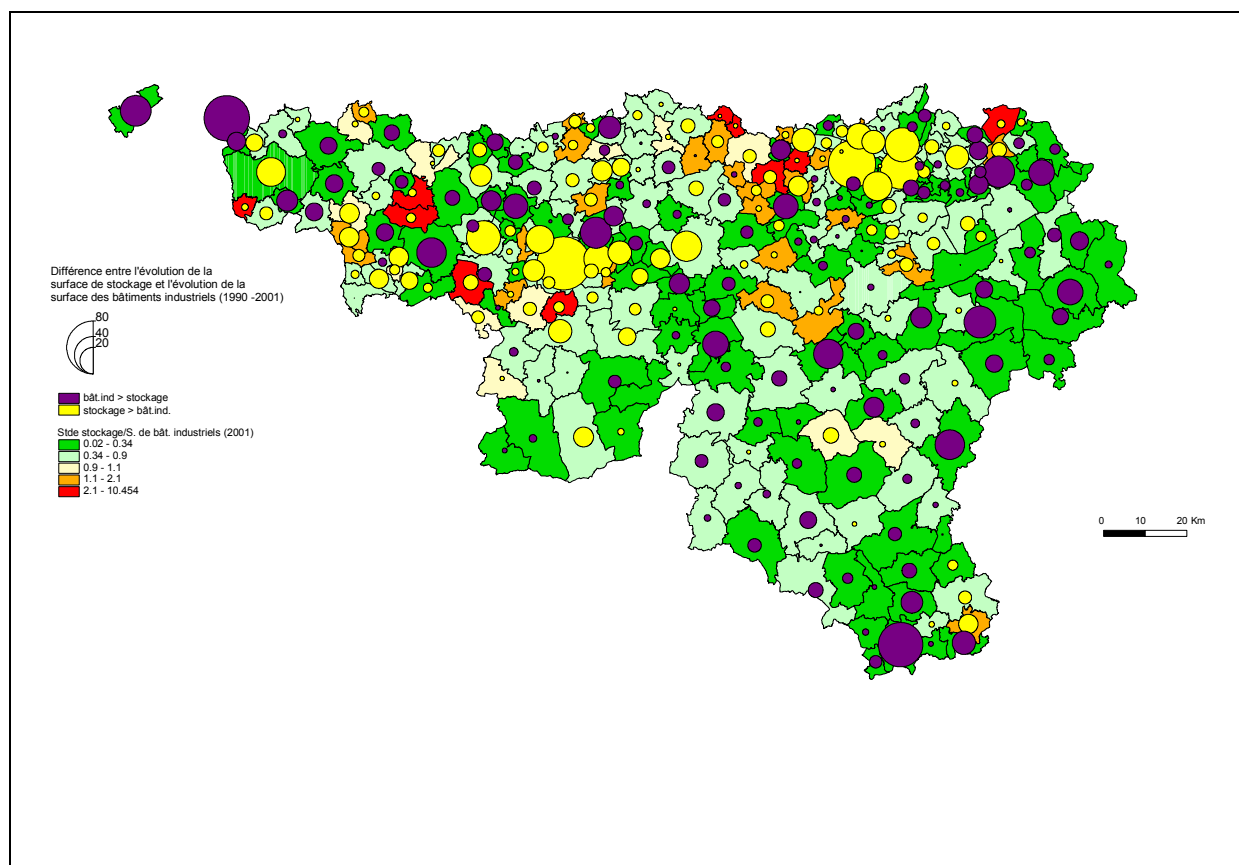 Différence entre l'évolution de la
surface de stockage et l'évolution de la
surface des bâtiments industriels (1990 -2001)
80
40
20
bât.ind > stockage
stockage > bât.ind.
Stde stockage/S. de bât. industriels (2001)
0.02 - 0.34
0.34 - 0.9
0.9 - 1.1
1.1 - 2.1
2.1 - 10.454
0 10 20 Km